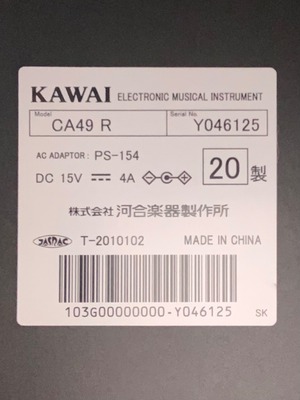 KAWAI ELECTRONIC MUSICAL INSTRUMENT
Model Serial No.
CA49 R Y046125
AC ADAPTOR : PS-154
DC 15V 4A 20 製
株式会社 河合楽器製作所
JASRAC T-2010102 MADE IN CHINA
103G00000000-Y046125 SK